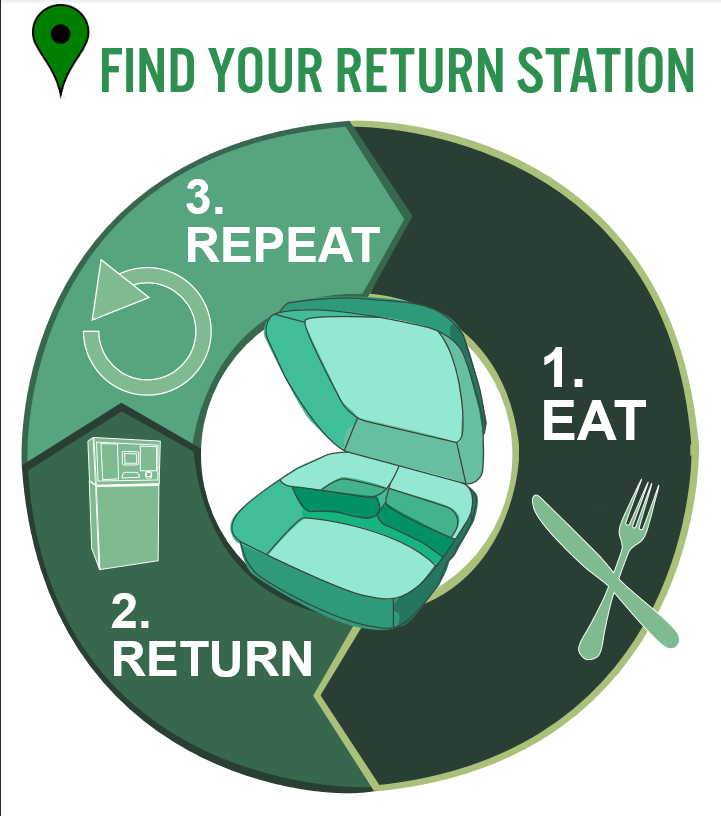 FIND YOUR RETURN STATION
1.
EAT
2.
RETURN
3.
REPEAT